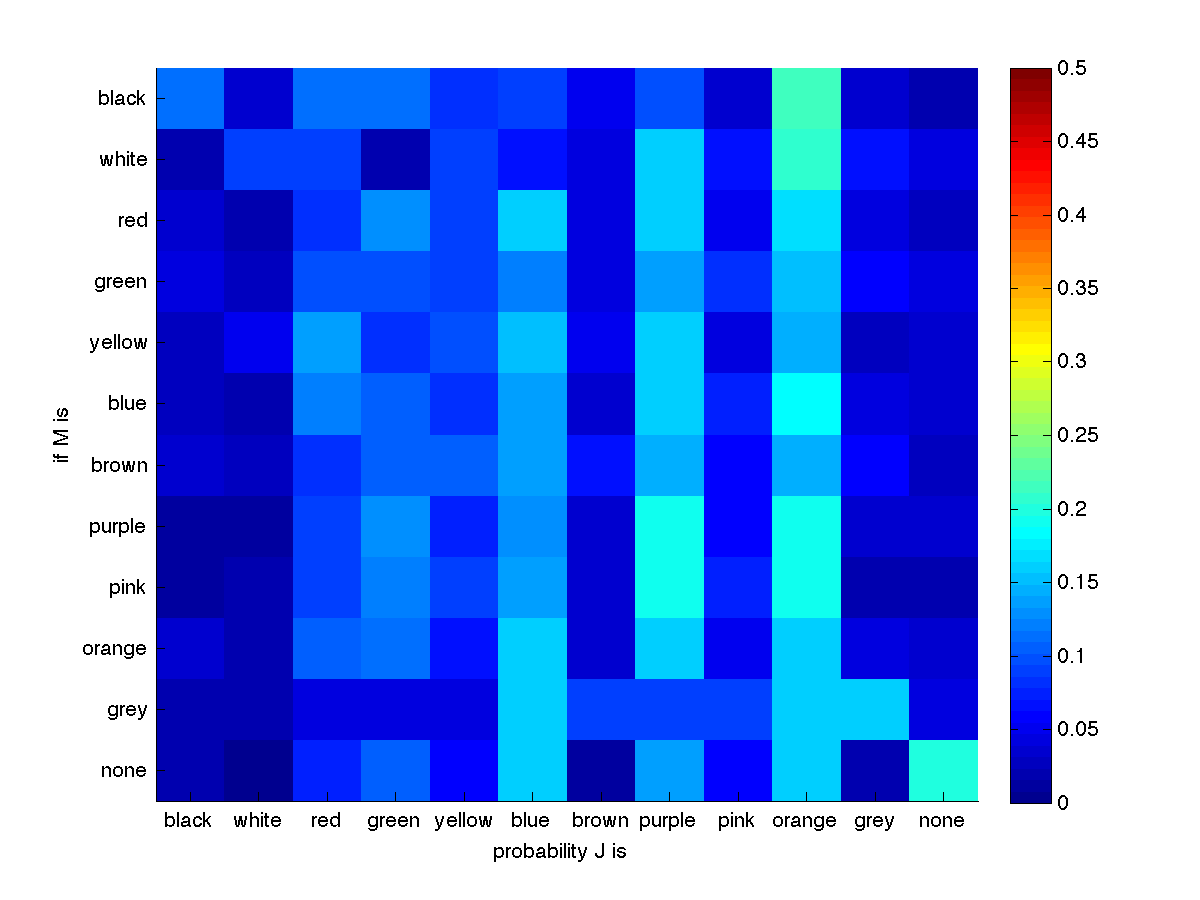 black
white
red
green
yellow
blue
brown
purple
pink
orange
grey
none
if M is
black white red green yellow blue brown purple pink orange grey none
probability J is
0.5
0.45
0.4
0.35
0.3
0.25
0.2
0.15
0.1
0.05
0